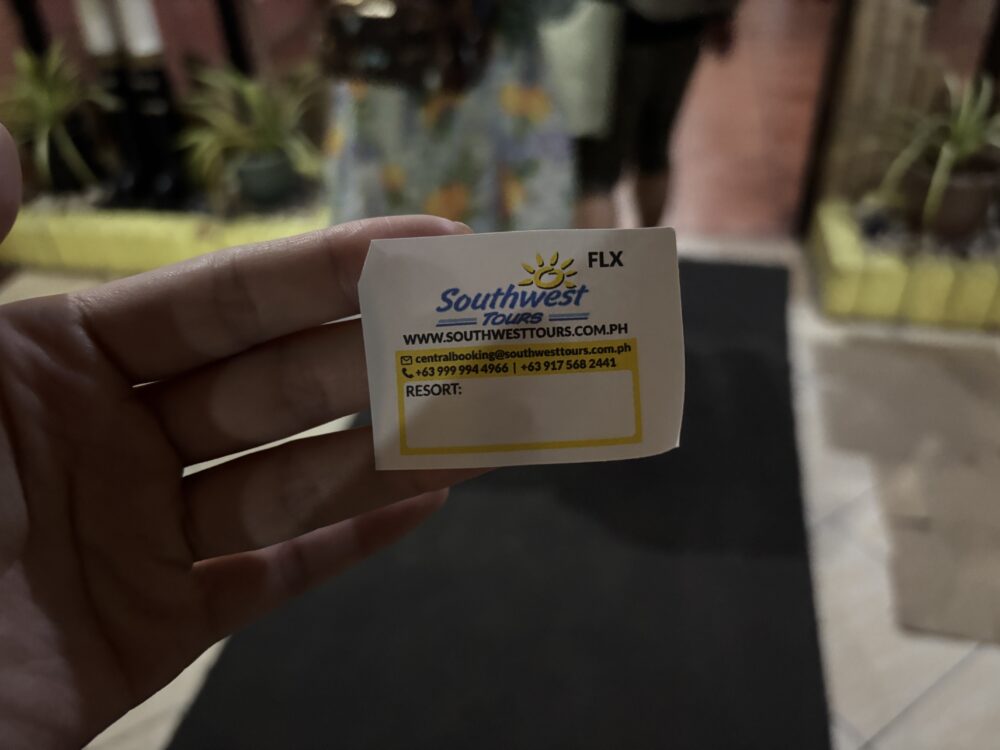 FLX
Southwest
TOURS
WWW.SOUTHWESTTOURS.COM.PH
centralbooking@southwesttours.com.ph
+63 999 994 4966 | +63 917 568 2441
RESORT: